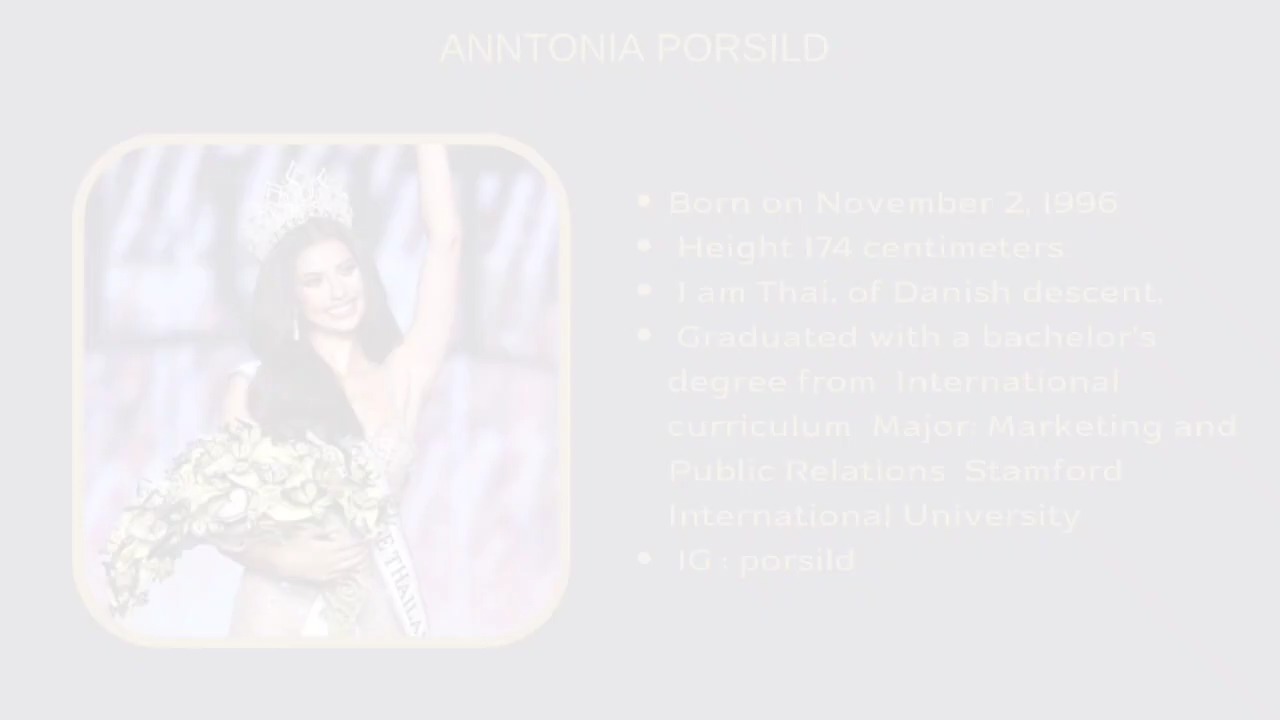 ANNTONIA PORSILD
• Born on November 2, 1996
• Height 174 centimeters
• I am Thai, of Danish descent.
• Graduated with a bachelor's
degree from International
curriculum Major: Marketing and
Public Relations Stamford
International University
• IG : porsild
E THAILA